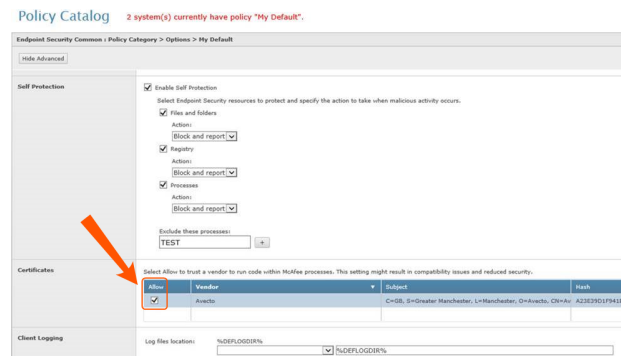 Policy Catalog 2 system(s) currently have policy "My Default".
Endpoint Security Common : Policy Category > Options > My Default
Hide Advanced
Self Protection
Enable Self Protection
Select Endpoint Security resources to protect and specify the action to take when malicious activity occurs.
Files and folders
Action:
Block and report
Registry
Action:
Block and report
Processes
Action:
Block and report
Exclude these processes:
TEST +
Certificates
Select Allow to trust a vendor to run code within McAfee processes. This setting might result in compatibility issues and reduced security.
Allow Vendor Subject Hash
Avecto C=GB, S=Greater Manchester, L=Manchester, O=Avecto, CN=Av
Client Logging
Log files location: %DEFLOGDIR%
%DEFLOGDIR%